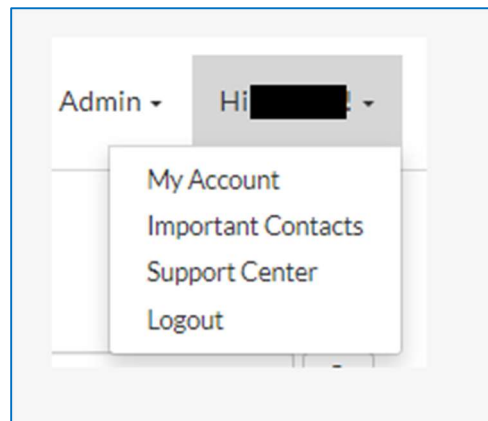 Admin Hi !
My Account
Important Contacts
Support Center
Logout